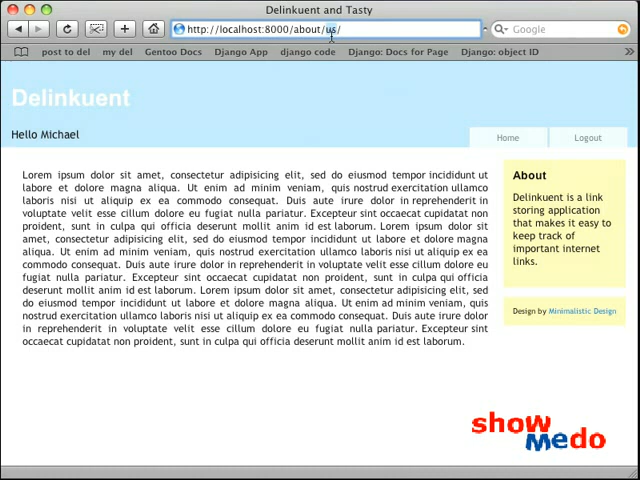 Delinkuent and Tasty
http://localhost:8000/about/us/
Google
post to del my del Gentoo Docs Django App django code Django: Docs for Page Django: object ID
Delinkuent
Hello Michael
Home Logout
Lorem ipsum dolor sit amet, consectetur adipisicing elit, sed do eiusmod tempor incididunt ut
labore et dolore magna aliqua. Ut enim ad minim veniam, quis nostrud exercitation ullamco
laboris nisi ut aliquip ex ea commodo consequat. Duis aute irure dolor in reprehenderit in
voluptate velit esse cillum dolore eu fugiat nulla pariatur. Excepteur sint occaecat cupidatat non
proident, sunt in culpa qui officia deserunt mollit anim id est laborum. Lorem ipsum dolor sit
amet, consectetur adipisicing elit, sed do eiusmod tempor incididunt ut labore et dolore magna
aliqua. Ut enim ad minim veniam, quis nostrud exercitation ullamco laboris nisi ut aliquip ex ea
commodo consequat. Duis aute irure dolor in reprehenderit in voluptate velit esse cillum dolore eu
fugiat nulla pariatur. Excepteur sint occaecat cupidatat non proident, sunt in culpa qui officia
deserunt mollit anim id est laborum. Lorem ipsum dolor sit amet, consectetur adipisicing elit, sed
do eiusmod tempor incididunt ut labore et dolore magna aliqua. Ut enim ad minim veniam, quis
nostrud exercitation ullamco laboris nisi ut aliquip ex ea commodo consequat. Duis aute irure dolor
in reprehenderit in voluptate velit esse cillum dolore eu fugiat nulla pariatur. Excepteur sint
occaecat cupidatat non proident, sunt in culpa qui officia deserunt mollit anim id est laborum.
About
Delinkuent is a link
storing application
that makes it easy to
keep track of
important internet
links.
Design by Minimalistic Design
show
medo